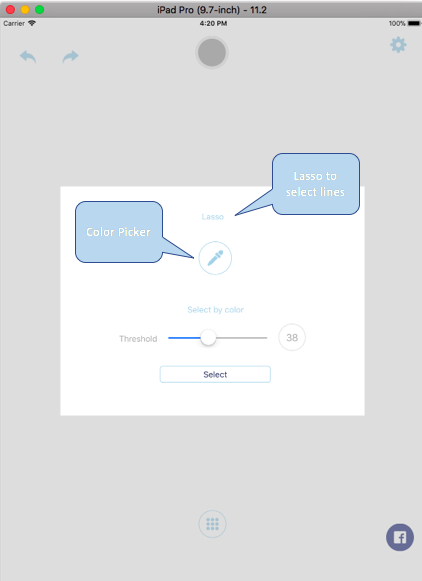 iPad Pro (9.7-inch) - 11.2
Carrier 4:20 PM 100%
Lasso to
select lines
Lasso
Color Picker
Select by color
Threshold 38
Select